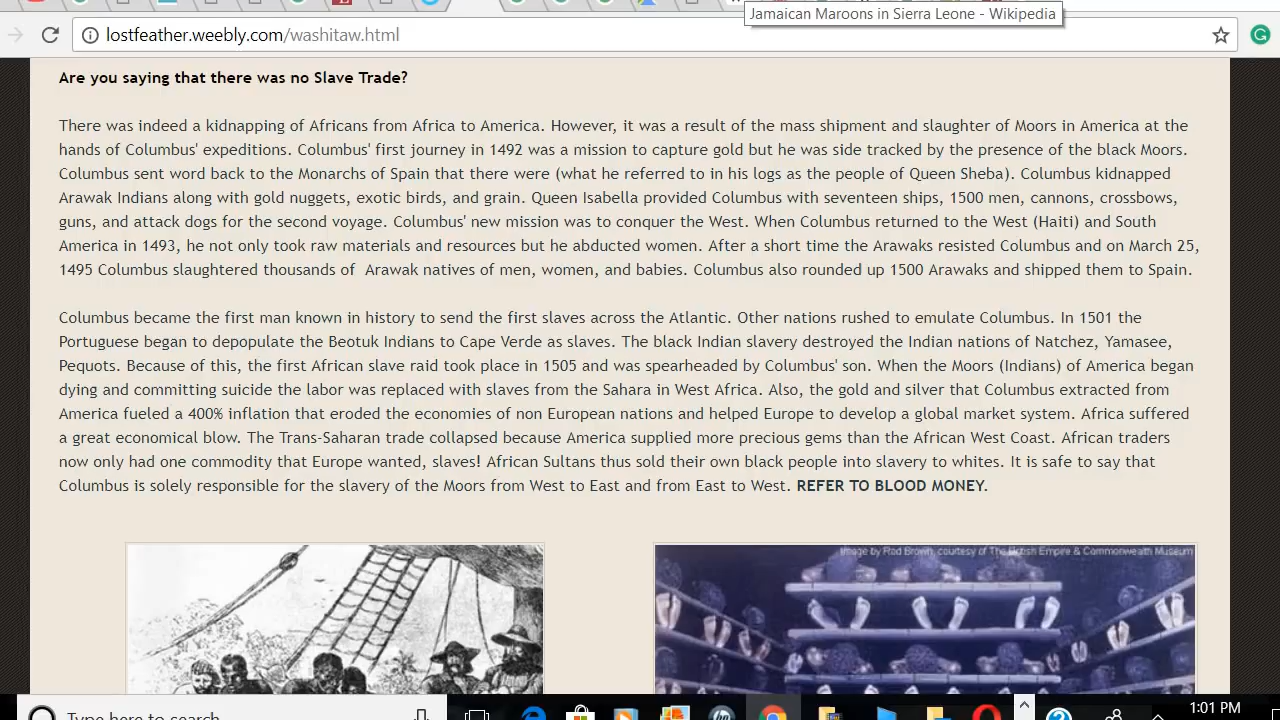 Jamaican Maroons in Sierra Leone - Wikipedia
lostfeather.weebly.com/washitaw.html
Are you saying that there was no Slave Trade?
There was indeed a kidnapping of Africans from Africa to America. However, it was a result of the mass shipment and slaughter of Moors in America at the
hands of Columbus' expeditions. Columbus' first journey in 1492 was a mission to capture gold but he was side tracked by the presence of the black Moors.
Columbus sent word back to the Monarchs of Spain that there were (what he referred to in his logs as the people of Queen Sheba). Columbus kidnapped
Arawak Indians along with gold nuggets, exotic birds, and grain. Queen Isabella provided Columbus with seventeen ships, 1500 men, cannons, crossbows,
guns, and attack dogs for the second voyage. Columbus' new mission was to conquer the West. When Columbus returned to the West (Haiti) and South
America in 1493, he not only took raw materials and resources but he abducted women. After a short time the Arawaks resisted Columbus and on March 25,
1495 Columbus slaughtered thousands of Arawak natives of men, women, and babies. Columbus also rounded up 1500 Arawaks and shipped them to Spain.
Columbus became the first man known in history to send the first slaves across the Atlantic. Other nations rushed to emulate Columbus. In 1501 the
Portuguese began to depopulate the Beotuk Indians to Cape Verde as slaves. The black Indian slavery destroyed the Indian nations of Natchez, Yamasee,
Pequots. Because of this, the first African slave raid took place in 1505 and was spearheaded by Columbus' son. When the Moors (Indians) of America began
dying and committing suicide the labor was replaced with slaves from the Sahara in West Africa. Also, the gold and silver that Columbus extracted from
America fueled a 400% inflation that eroded the economies of non European nations and helped Europe to develop a global market system. Africa suffered
a great economical blow. The Trans-Saharan trade collapsed because America supplied more precious gems than the African West Coast. African traders
now only had one commodity that Europe wanted, slaves! African Sultans thus sold their own black people into slavery to whites. It is safe to say that
Columbus is solely responsible for the slavery of the Moors from West to East and from East to West. REFER TO BLOOD MONEY.
Image by Rod Brown, courtesy of The British Empire & Commonwealth Museum
Type here to search
1:01 PM